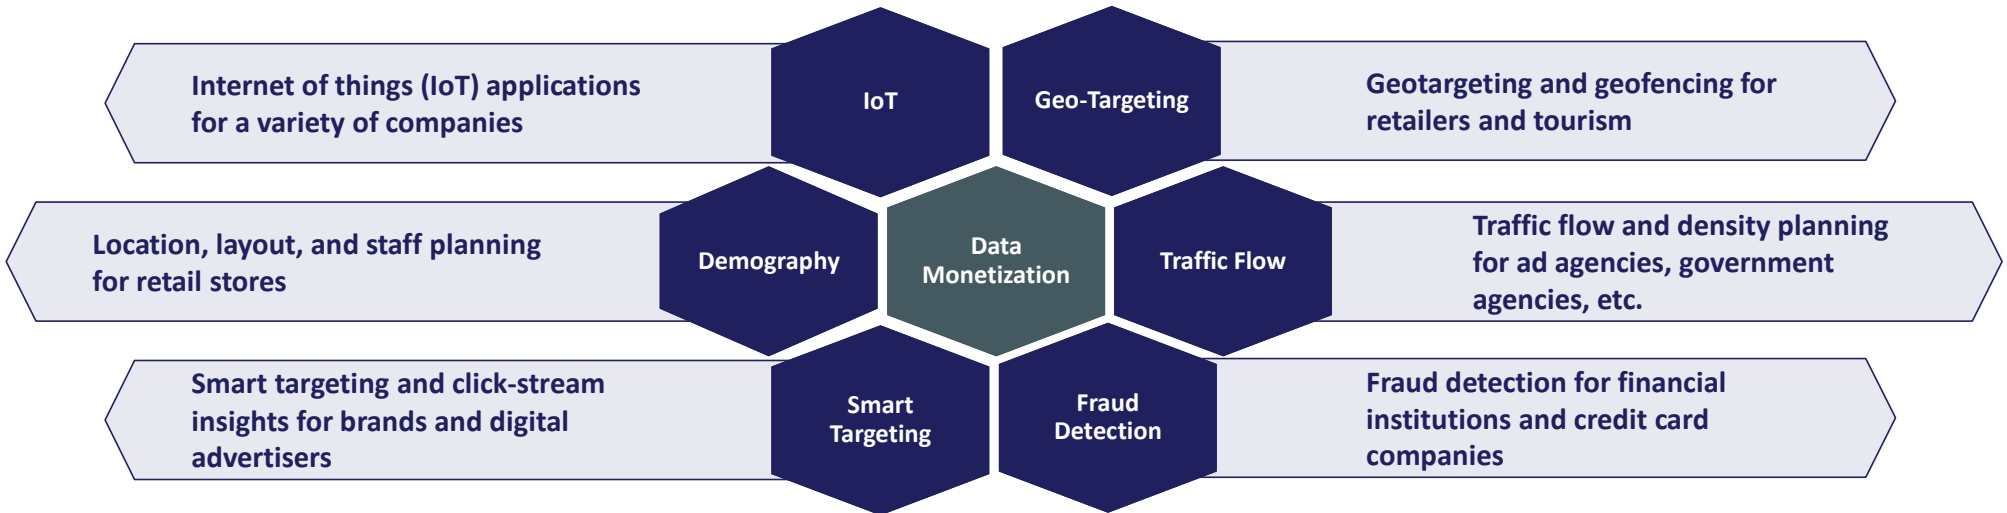 Internet of things (IoT) applications
for a variety of companies
IoT
Geo-Targeting
Geotargeting and geofencing for
retailers and tourism
Location, layout, and staff planning
for retail stores
Demography
Data
Monetization
Traffic Flow
Traffic flow and density planning
for ad agencies, government
agencies, etc.
Smart targeting and click-stream
insights for brands and digital
advertisers
Smart
Targeting
Fraud
Detection
Fraud detection for financial
institutions and credit card
companies